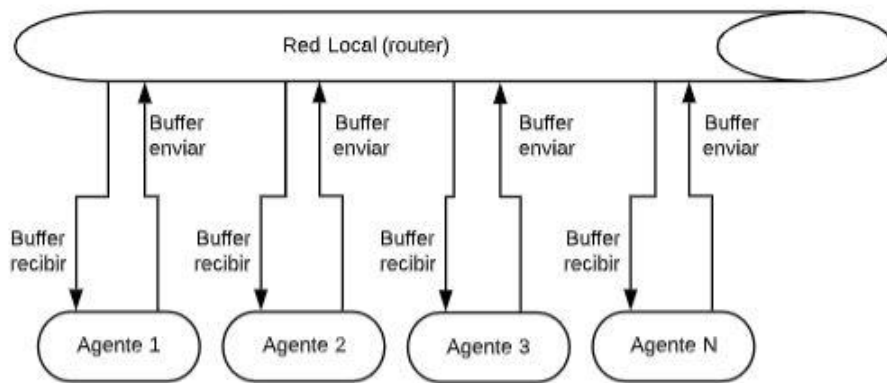 Red Local (router)
Buffer
enviar
Buffer
enviar
Buffer
enviar
Buffer
enviar
Buffer
recibir
Buffer
recibir
Buffer
recibir
Buffer
recibir
Agente 1
Agente 2
Agente 3
Agente N